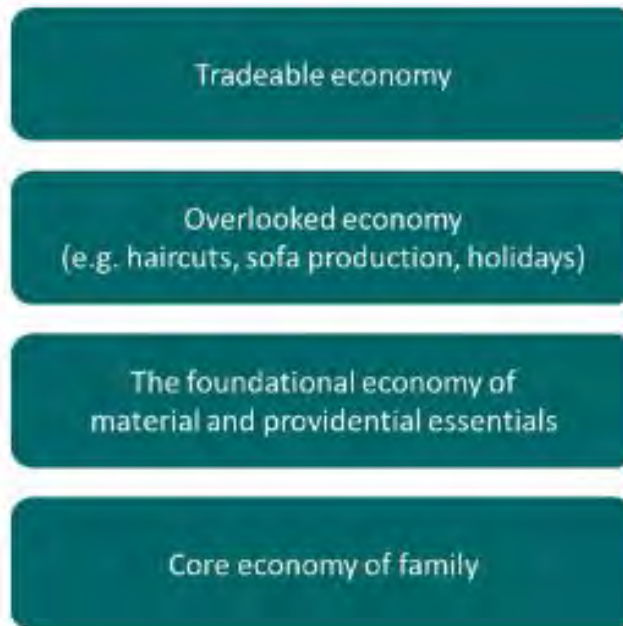 Tradeable economy
Overlooked economy
(e.g. haircuts, sofa production, holidays)
The foundational economy of
material and providential essentials
Core economy of family